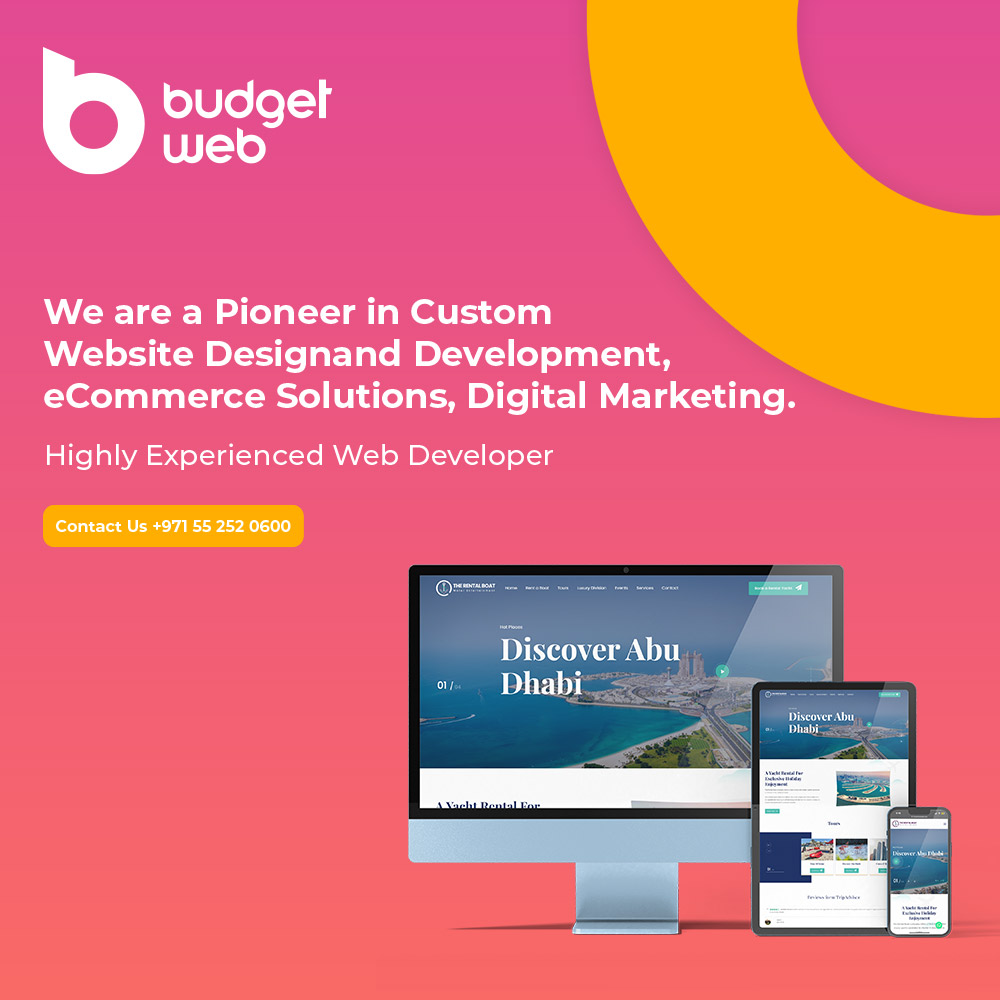 budget
web
We are a Pioneer in Custom
Website Designand Development,
eCommerce Solutions, Digital Marketing.
Highly Experienced Web Developer
Contact Us +971 55 252 0600
THE RENTAL BOAT
Home Rent a Boat Tours Luxury Division Events Services Contact
Hot Places
Discover Abu
Dhabi
01 / 04
A Yacht Rental For
Discover Abu
Dhabi
A Yacht Rental For
Exclusive Holiday
Enjoyment
Tours
Reviews from TripAdvisor
Discover Abu Dhabi
01 /
A Yacht Rental For
Exclusive Holiday
Enjoyment